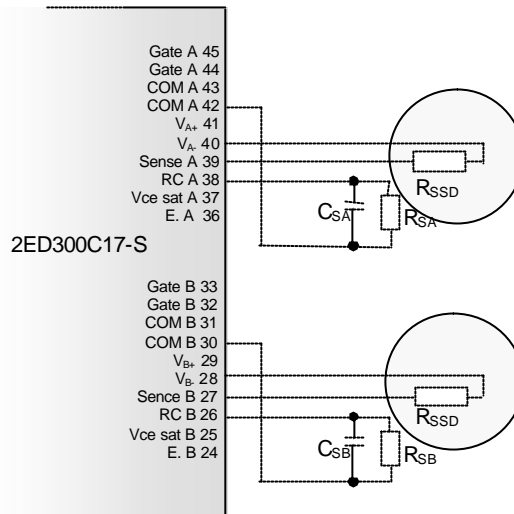 Gate A 45
Gate A 44
COM A 43
COM A 42
VA+ 41
VA- 40
Sense A 39
RC A 38
Vce sat A 37
E. A 36
RSSD
CSA
RSA
2ED300C17-S
Gate B 33
Gate B 32
COM B 31
COM B 30
VB+ 29
VB- 28
Sence B 27
RC B 26
Vce sat B 25
E. B 24
RSSD
CSB
RSB